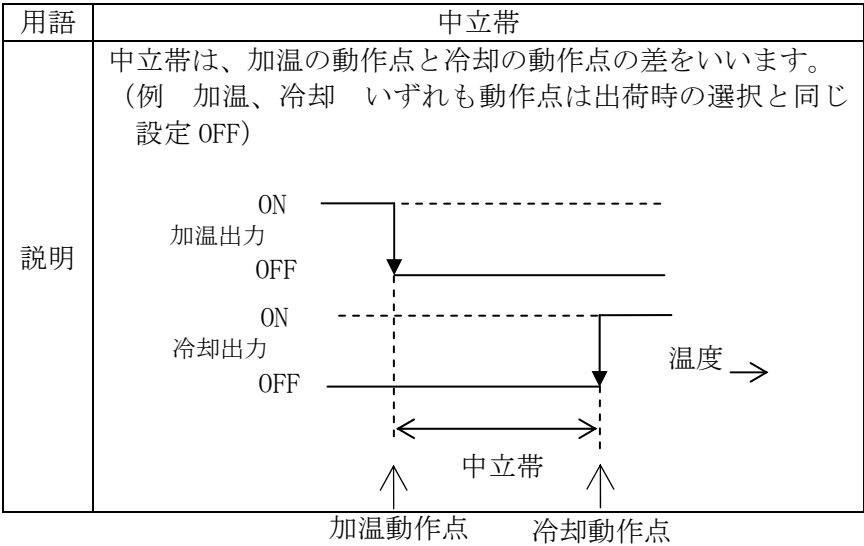 用語 中立帯
中立帯は、加温の動作点と冷却の動作点の差をいいます。
(例 加温、冷却 いずれも動作点は出荷時の選択と同じ
設定 OFF)
説明
ON
加温出力
OFF
ON
冷却出力
OFF
温度
中立帯
加温動作点 冷却動作点